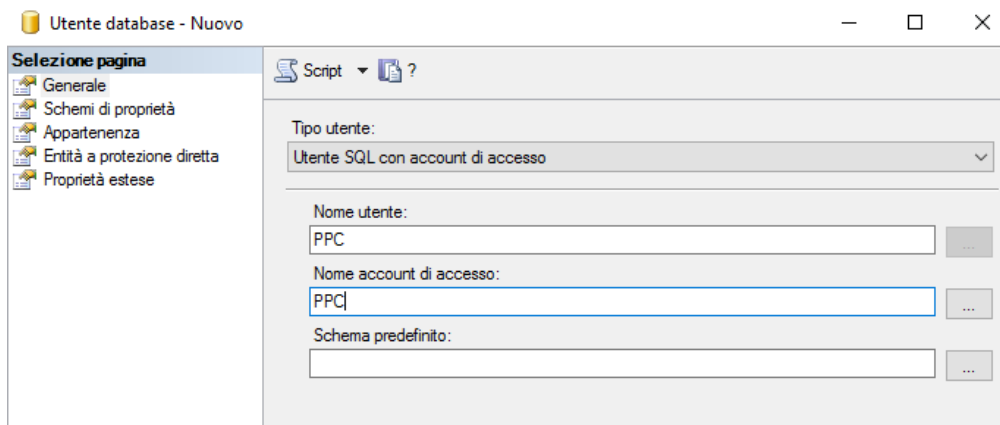 Utente database - Nuovo
Selezione pagina
Generale
Schemi di proprietà
Appartenenza
Entità a protezione diretta
Proprietà estese
Script ?
Tipo utente:
Utente SQL con account di accesso
Nome utente:
PPC
...
Nome account di accesso:
PPC
...
Schema predefinito:
...